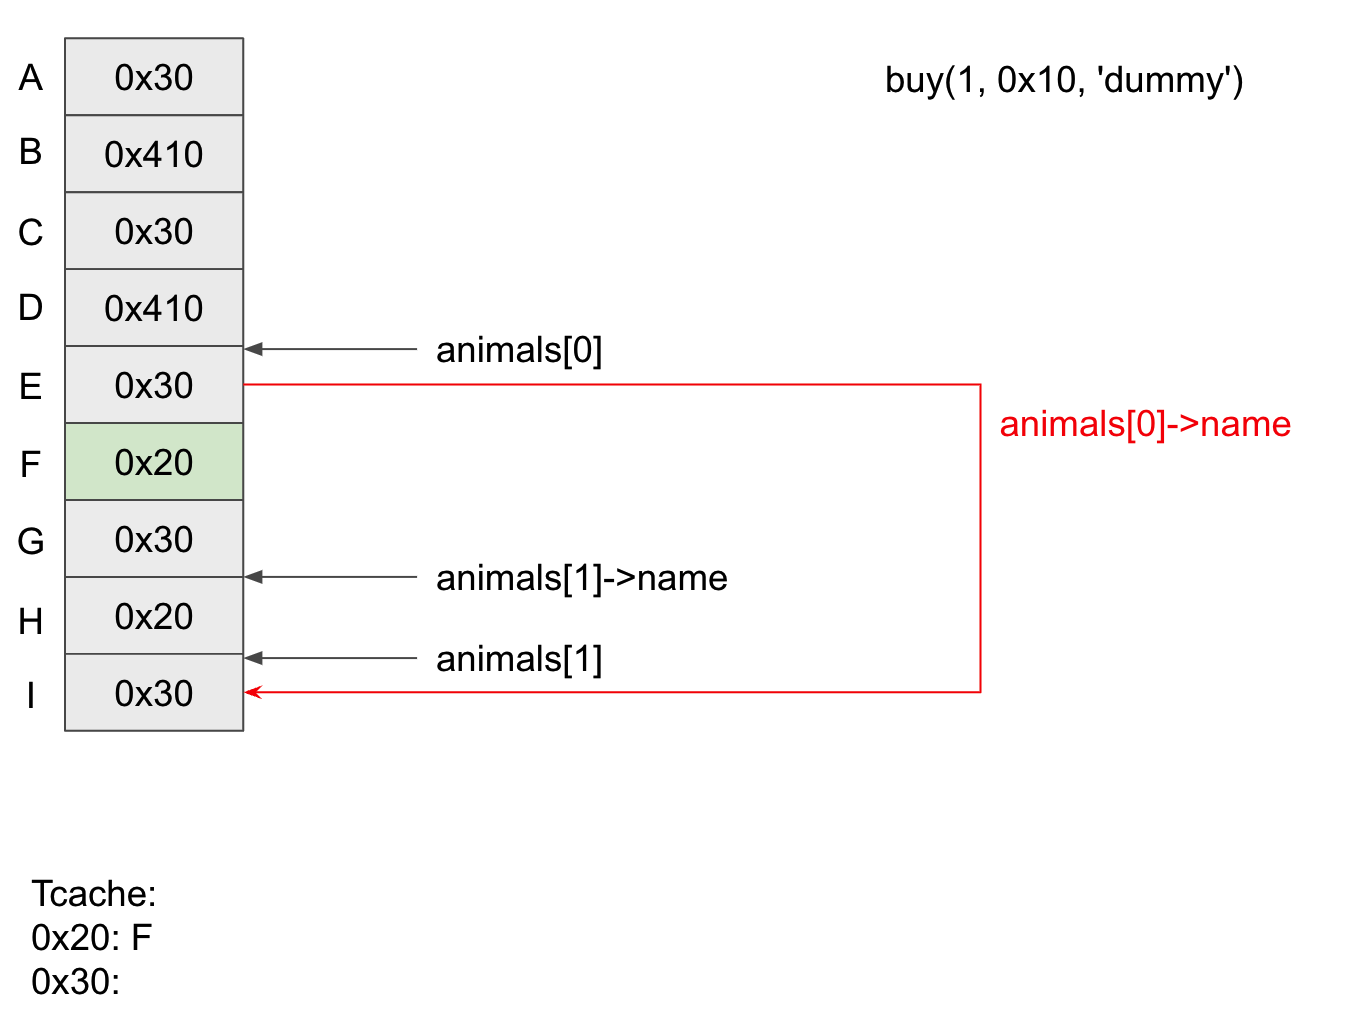 buy(1, 0x10, 'dummy')
A 0x30
B 0x410
C 0x30
D 0x410
animals[0]
E 0x30
animals[0]->name
F 0x20
G 0x30
animals[1]->name
H 0x20
animals[1]
I 0x30
Tcache:
0x20: F
0x30: